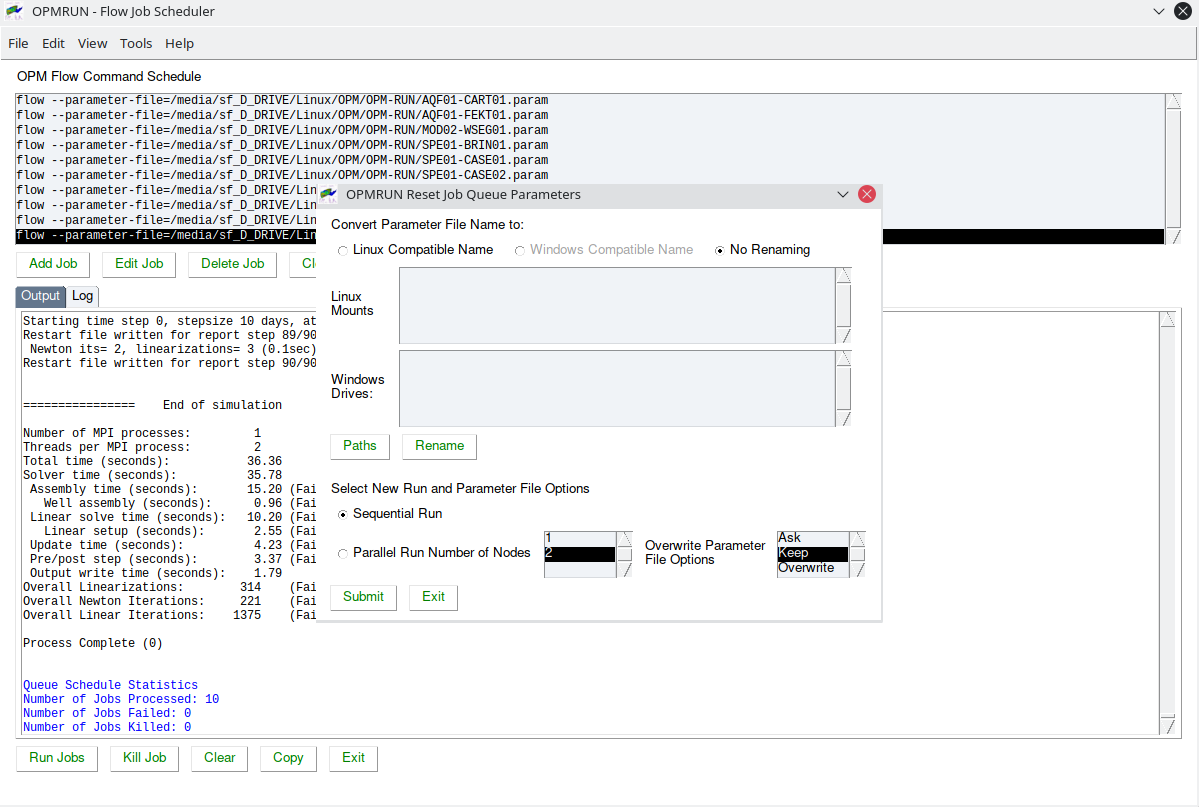 OPMRUN - Flow Job Scheduler
File Edit View Tools Help
OPM Flow Command Schedule
flow --parameter-file=/media/sf_D_DRIVE/Linux/OPM/OPM-RUN/AQF01-CART01.param
flow --parameter-file=/media/sf_D_DRIVE/Linux/OPM/OPM-RUN/AQF01-FEKT01.param
flow --parameter-file=/media/sf_D_DRIVE/Linux/OPM/OPM-RUN/MOD02-WSEG01.param
flow --parameter-file=/media/sf_D_DRIVE/Linux/OPM/OPM-RUN/SPE01-BRIN01.param
flow --parameter-file=/media/sf_D_DRIVE/Linux/OPM/OPM-RUN/SPE01-CASE01.param
flow --parameter-file=/media/sf_D_DRIVE/Linux/OPM/OPM-RUN/SPE01-CASE02.param
flow --parameter-file=/media/sf_D_DRIVE/Lin
flow --parameter-file=/media/sf_D_DRIVE/Lin
flow --parameter-file=/media/sf_D_DRIVE/Lin
flow --parameter-file=/media/sf_D_DRIVE/Lin
Add Job Edit Job Delete Job Cl
Output Log
Starting time step 0, stepsize 10 days, at
Restart file written for report step 89/90
Newton its= 2, linearizations= 3 (0.1sec)
Restart file written for report step 90/90
================ End of simulation
Number of MPI processes: 1
Threads per MPI process: 2
Total time (seconds): 36.36
Solver time (seconds): 35.78
Assembly time (seconds): 15.20 (Fai
Well assembly (seconds): 0.96 (Fai
Linear solve time (seconds): 10.20 (Fai
Linear setup (seconds): 2.55 (Fai
Update time (seconds): 4.23 (Fai
Pre/post step (seconds): 3.37 (Fai
Output write time (seconds): 1.79
Overall Linearizations: 314 (Fai
Overall Newton Iterations: 221 (Fai
Overall Linear Iterations: 1375 (Fai
Process Complete (0)
Queue Schedule Statistics
Number of Jobs Processed: 10
Number of Jobs Failed: 0
Number of Jobs Killed: 0
Run Jobs Kill Job Clear Copy Exit
OPMRUN Reset Job Queue Parameters
Convert Parameter File Name to:
Linux Compatible Name Windows Compatible Name No Renaming
Linux
Mounts
Windows
Drives:
Paths Rename
Select New Run and Parameter File Options
Sequential Run
Parallel Run Number of Nodes
1
2
Overwrite Parameter
File Options
Ask
Keep
Overwrite
Submit Exit